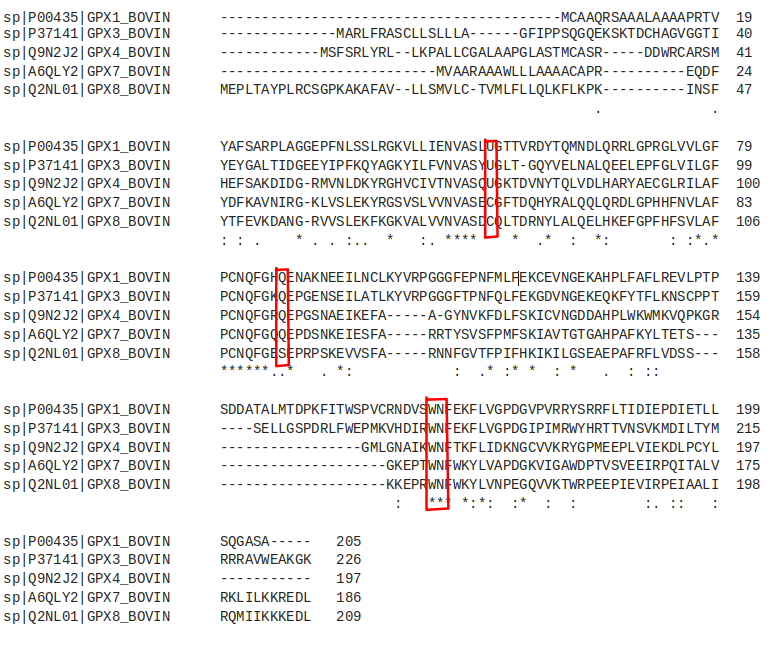 sp|P00435|GPX1_BOVIN -----------------------------------------MCAAQRSAAALAAAAPRTV 19
sp|P37141|GPX3_BOVIN --------------MARLFRASCLLSLLLA------GFIPPSQGQEKSKTDCHAGVGGTI 40
sp|Q9N2J2|GPX4_BOVIN ------------MSFSRLYRL--LKPALLCGALAAPGLASTMCASR-----DDWRCARSM 41
sp|A6QLY2|GPX7_BOVIN --------------------------MVAARAAAWLLLAAAACAPR----------EQDF 24
sp|Q2NL01|GPX8_BOVIN MEPLTAYPLRCSGPKAKAFAV--LLSMVLC-TVMLFLLQLKFLKPK----------INSF 47
. .
sp|P00435|GPX1_BOVIN YAFSARPLAGGEPFNLSSLRGKVLLIENVASLUGTTVRDYTQMNDLQRRLGPRGLVVLGF 79
sp|P37141|GPX3_BOVIN YEYGALTIDGEEYIPFKQYAGKYILFVNVASYUGLT-GQYVELNALQEELEPFGLVILGF 99
sp|Q9N2J2|GPX4_BOVIN HEFSAKDIDG-RMVNLDKYRGHVCIVTNVASQUGKTDVNYTQLVDLHARYAECGLRILAF 100
sp|A6QLY2|GPX7_BOVIN YDFKAVNIRG-KLVSLEKYRGSVSLVVNVASECGFTDQHYRALQQLQRDLGPHHFNVLAF 83
sp|Q2NL01|GPX8_BOVIN YTFEVKDANG-RVVSLEKFKGKVALVVNVASDCQLTDRNYLALQELHKEFGPFHFSVLAF 106
: : . * . . :.. * :. **** * .* : *: : :*.*
sp|P00435|GPX1_BOVIN PCNQFGHQENAKNEEILNCLKYVRPGGGFEPNFMLFEKCEVNGEKAHPLFAFLREVLPTP 139
sp|P37141|GPX3_BOVIN PCNQFGKQEPGENSEILATLKYVRPGGGFTPNFQLFEKGDVNGEKEQKFYTFLKNSCPPT 159
sp|Q9N2J2|GPX4_BOVIN PCNQFGRQEPGSNAEIKEFA-----A-GYNVKFDLFSKICVNGDDAHPLWKWMKVQPKGR 154
sp|A6QLY2|GPX7_BOVIN PCNQFGQQEPDSNKEIESFA-----RRTYSVSFPMFSKIAVTGTGAHPAFKYLTETS--- 135
sp|Q2NL01|GPX8_BOVIN PCNQFGESEPRPSKEVVSFA-----RNNFGVTFPIFHKIKILGSEAEPAFRFLVDSS--- 158
******..* . *: : .* :* * : * . : ::
sp|P00435|GPX1_BOVIN SDDATALMTDPKFITWSPVCRNDVSWNFEKFLVGPDGVPVRRYSRRFLTIDIEPDIETLL 199
sp|P37141|GPX3_BOVIN ----SELLGSPDRLFWEPMKVHDIRWNFEKFLVGPDGIPIMRWYHRTTVNSVKMDILTYM 215
sp|Q9N2J2|GPX4_BOVIN -----------------GMLGNAIKWNFTKFLIDKNGCVVKRYGPMEEPLVIEKDLPCYL 197
sp|A6QLY2|GPX7_BOVIN --------------------GKEPTWNFWKYLVAPDGKVIGAWDPTVSVEEIRPQITALV 175
sp|Q2NL01|GPX8_BOVIN --------------------KKEPRWNFWKYLVNPEGQVVKTWRPEEPIEVIRPEIAALI 198
: *** *:*: :* : : :. :: :
sp|P00435|GPX1_BOVIN SQGASA----- 205
sp|P37141|GPX3_BOVIN RRRAVWEAKGK 226
sp|Q9N2J2|GPX4_BOVIN ----------- 197
sp|A6QLY2|GPX7_BOVIN RKLILKKREDL 186
sp|Q2NL01|GPX8_BOVIN RQMIIKKKEDL 209